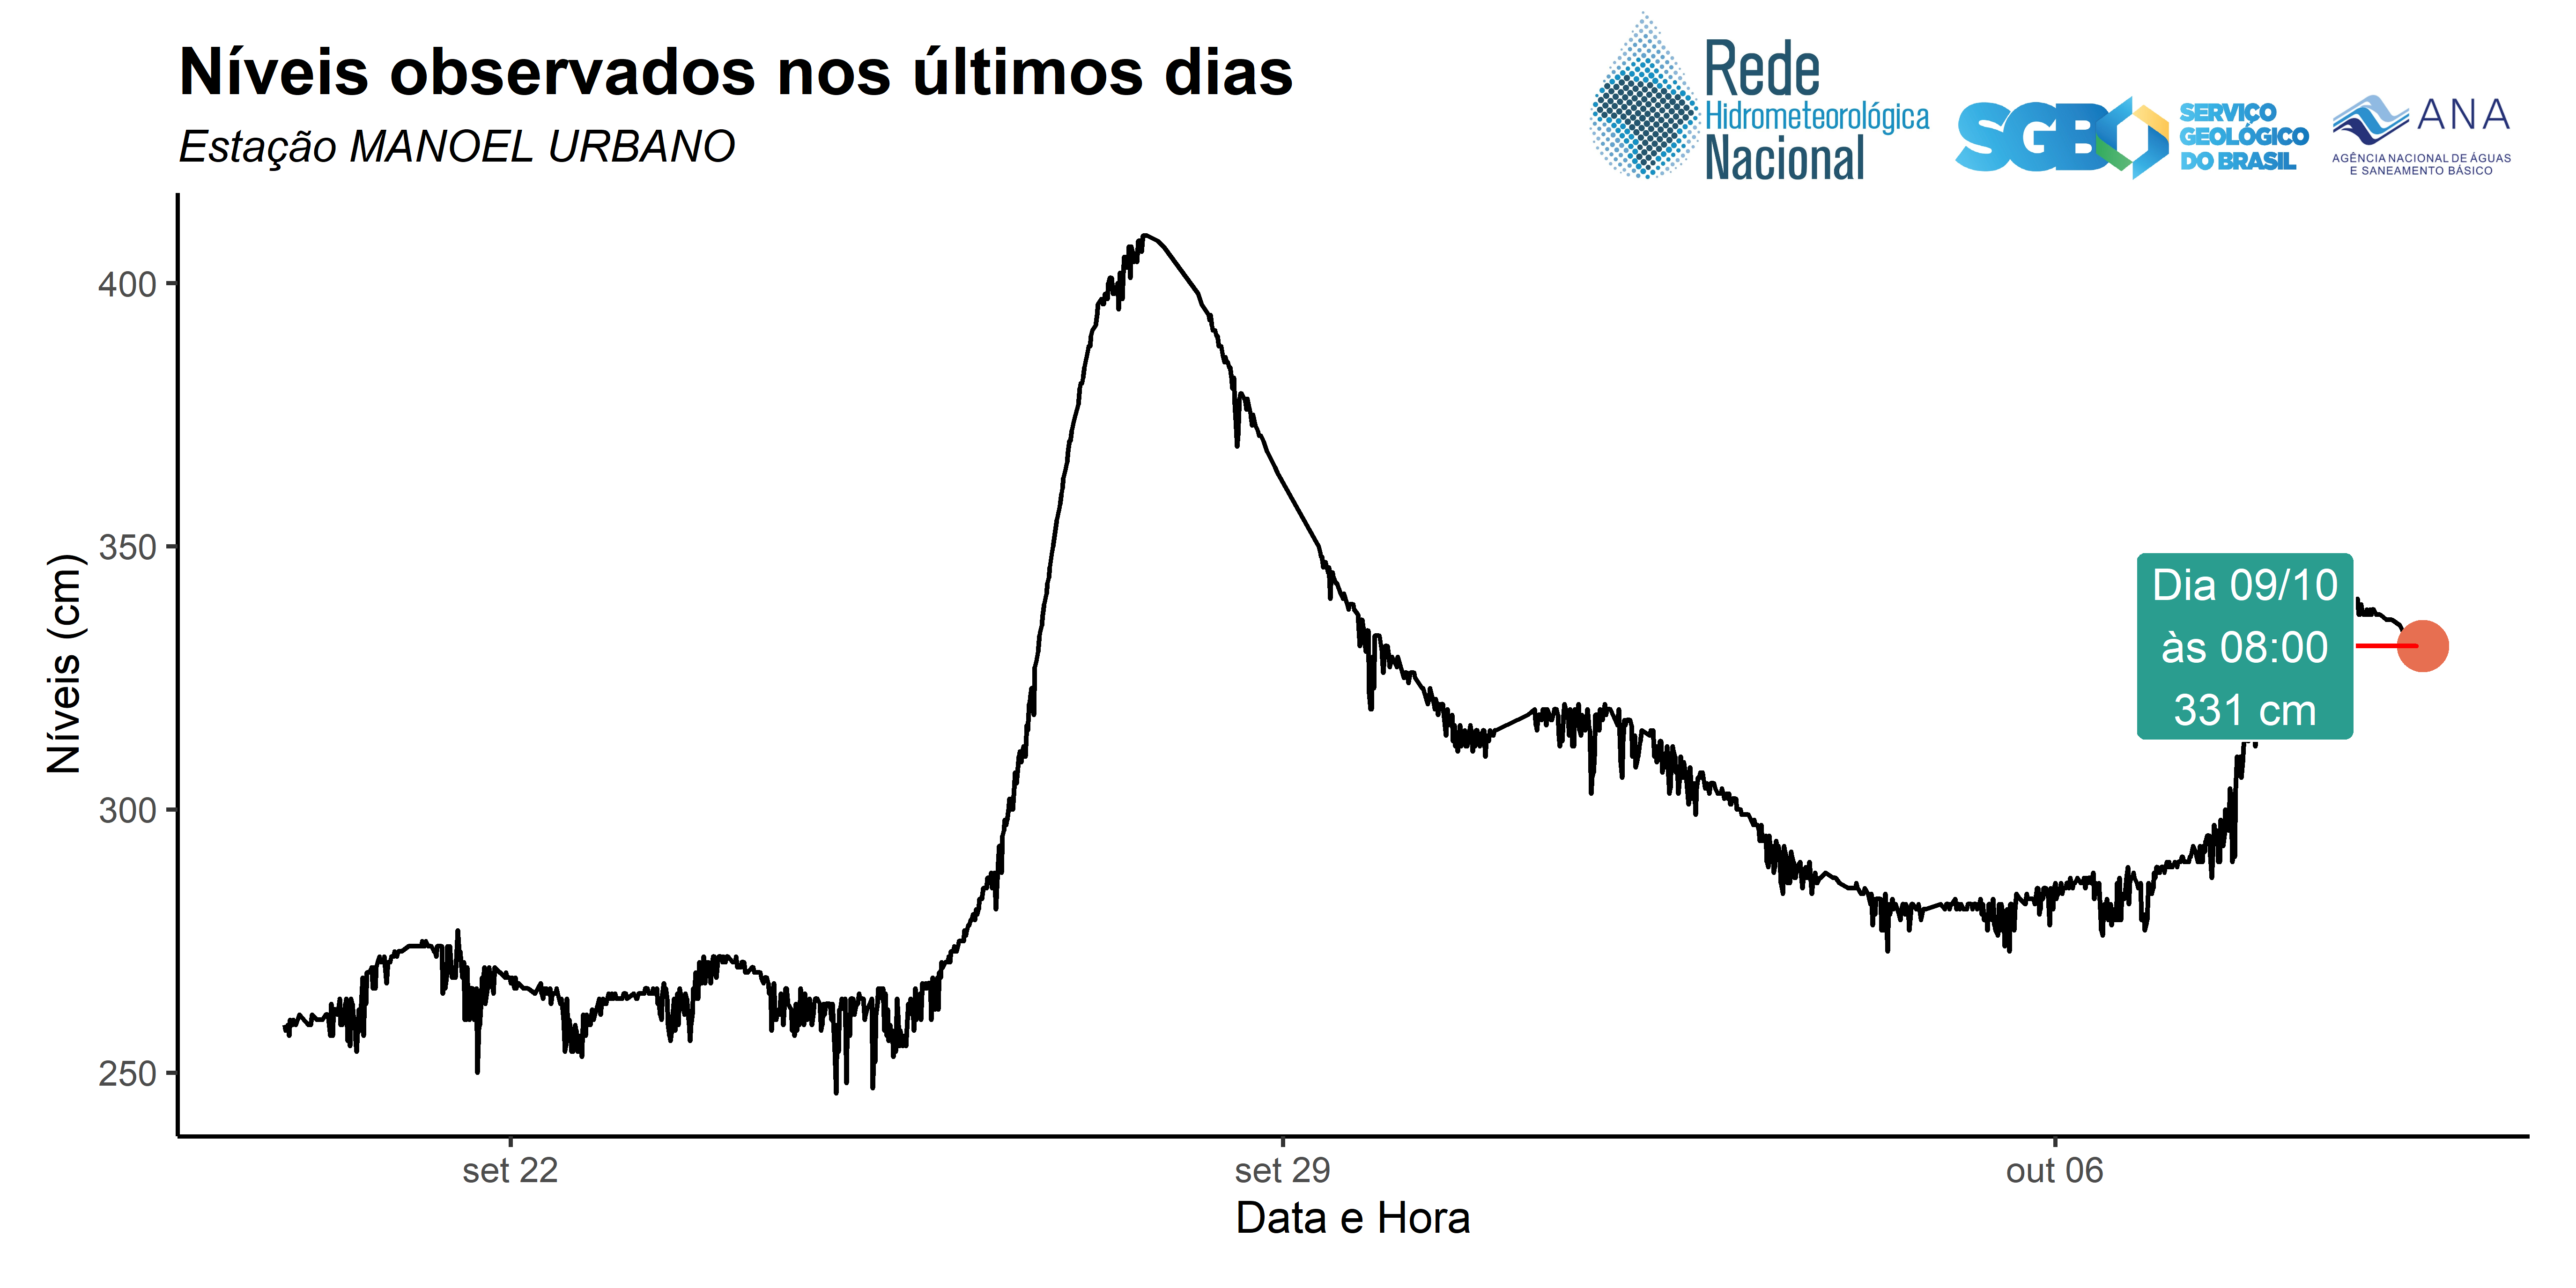 Níveis observados nos últimos dias
Estação MANOEL URBANO
Rede
Hidrometeorológica
Nacional
SGB
SERVIÇO
GEOLÓGICO
DO BRASIL
ANA
AGÊNCIA NACIONAL DE ÁGUAS
E SANEAMENTO BÁSICO
Níveis (cm)
400
350
300
250
Dia 09/10
às 08:00
331 cm
set 22
set 29
out 06
Data e Hora